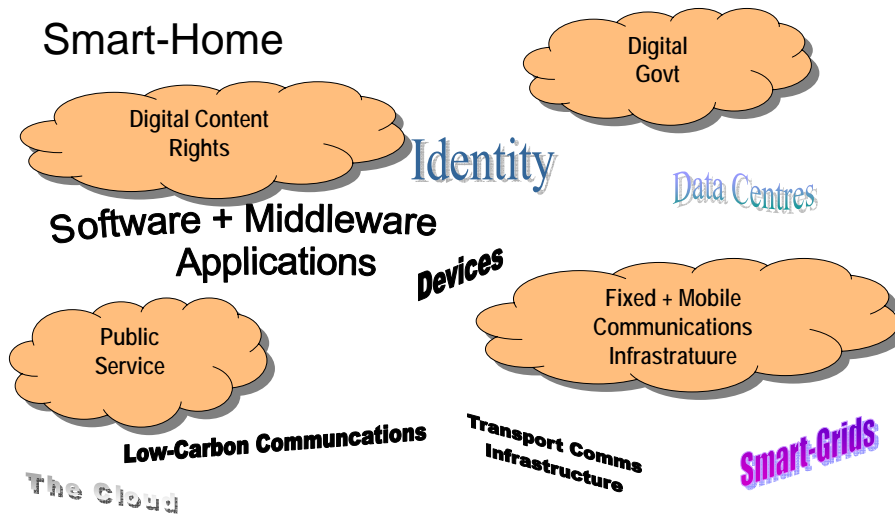 Smart-Home
Digital
Govt
Digital Content
Rights
Identity
Data Centres
Software + Middleware
Applications
Devices
Fixed + Mobile
Communications
Infrastratuure
Public
Service
Low-Carbon Communcations
Transport Comms
Infrastructure
Smart-Grids
The Cloud